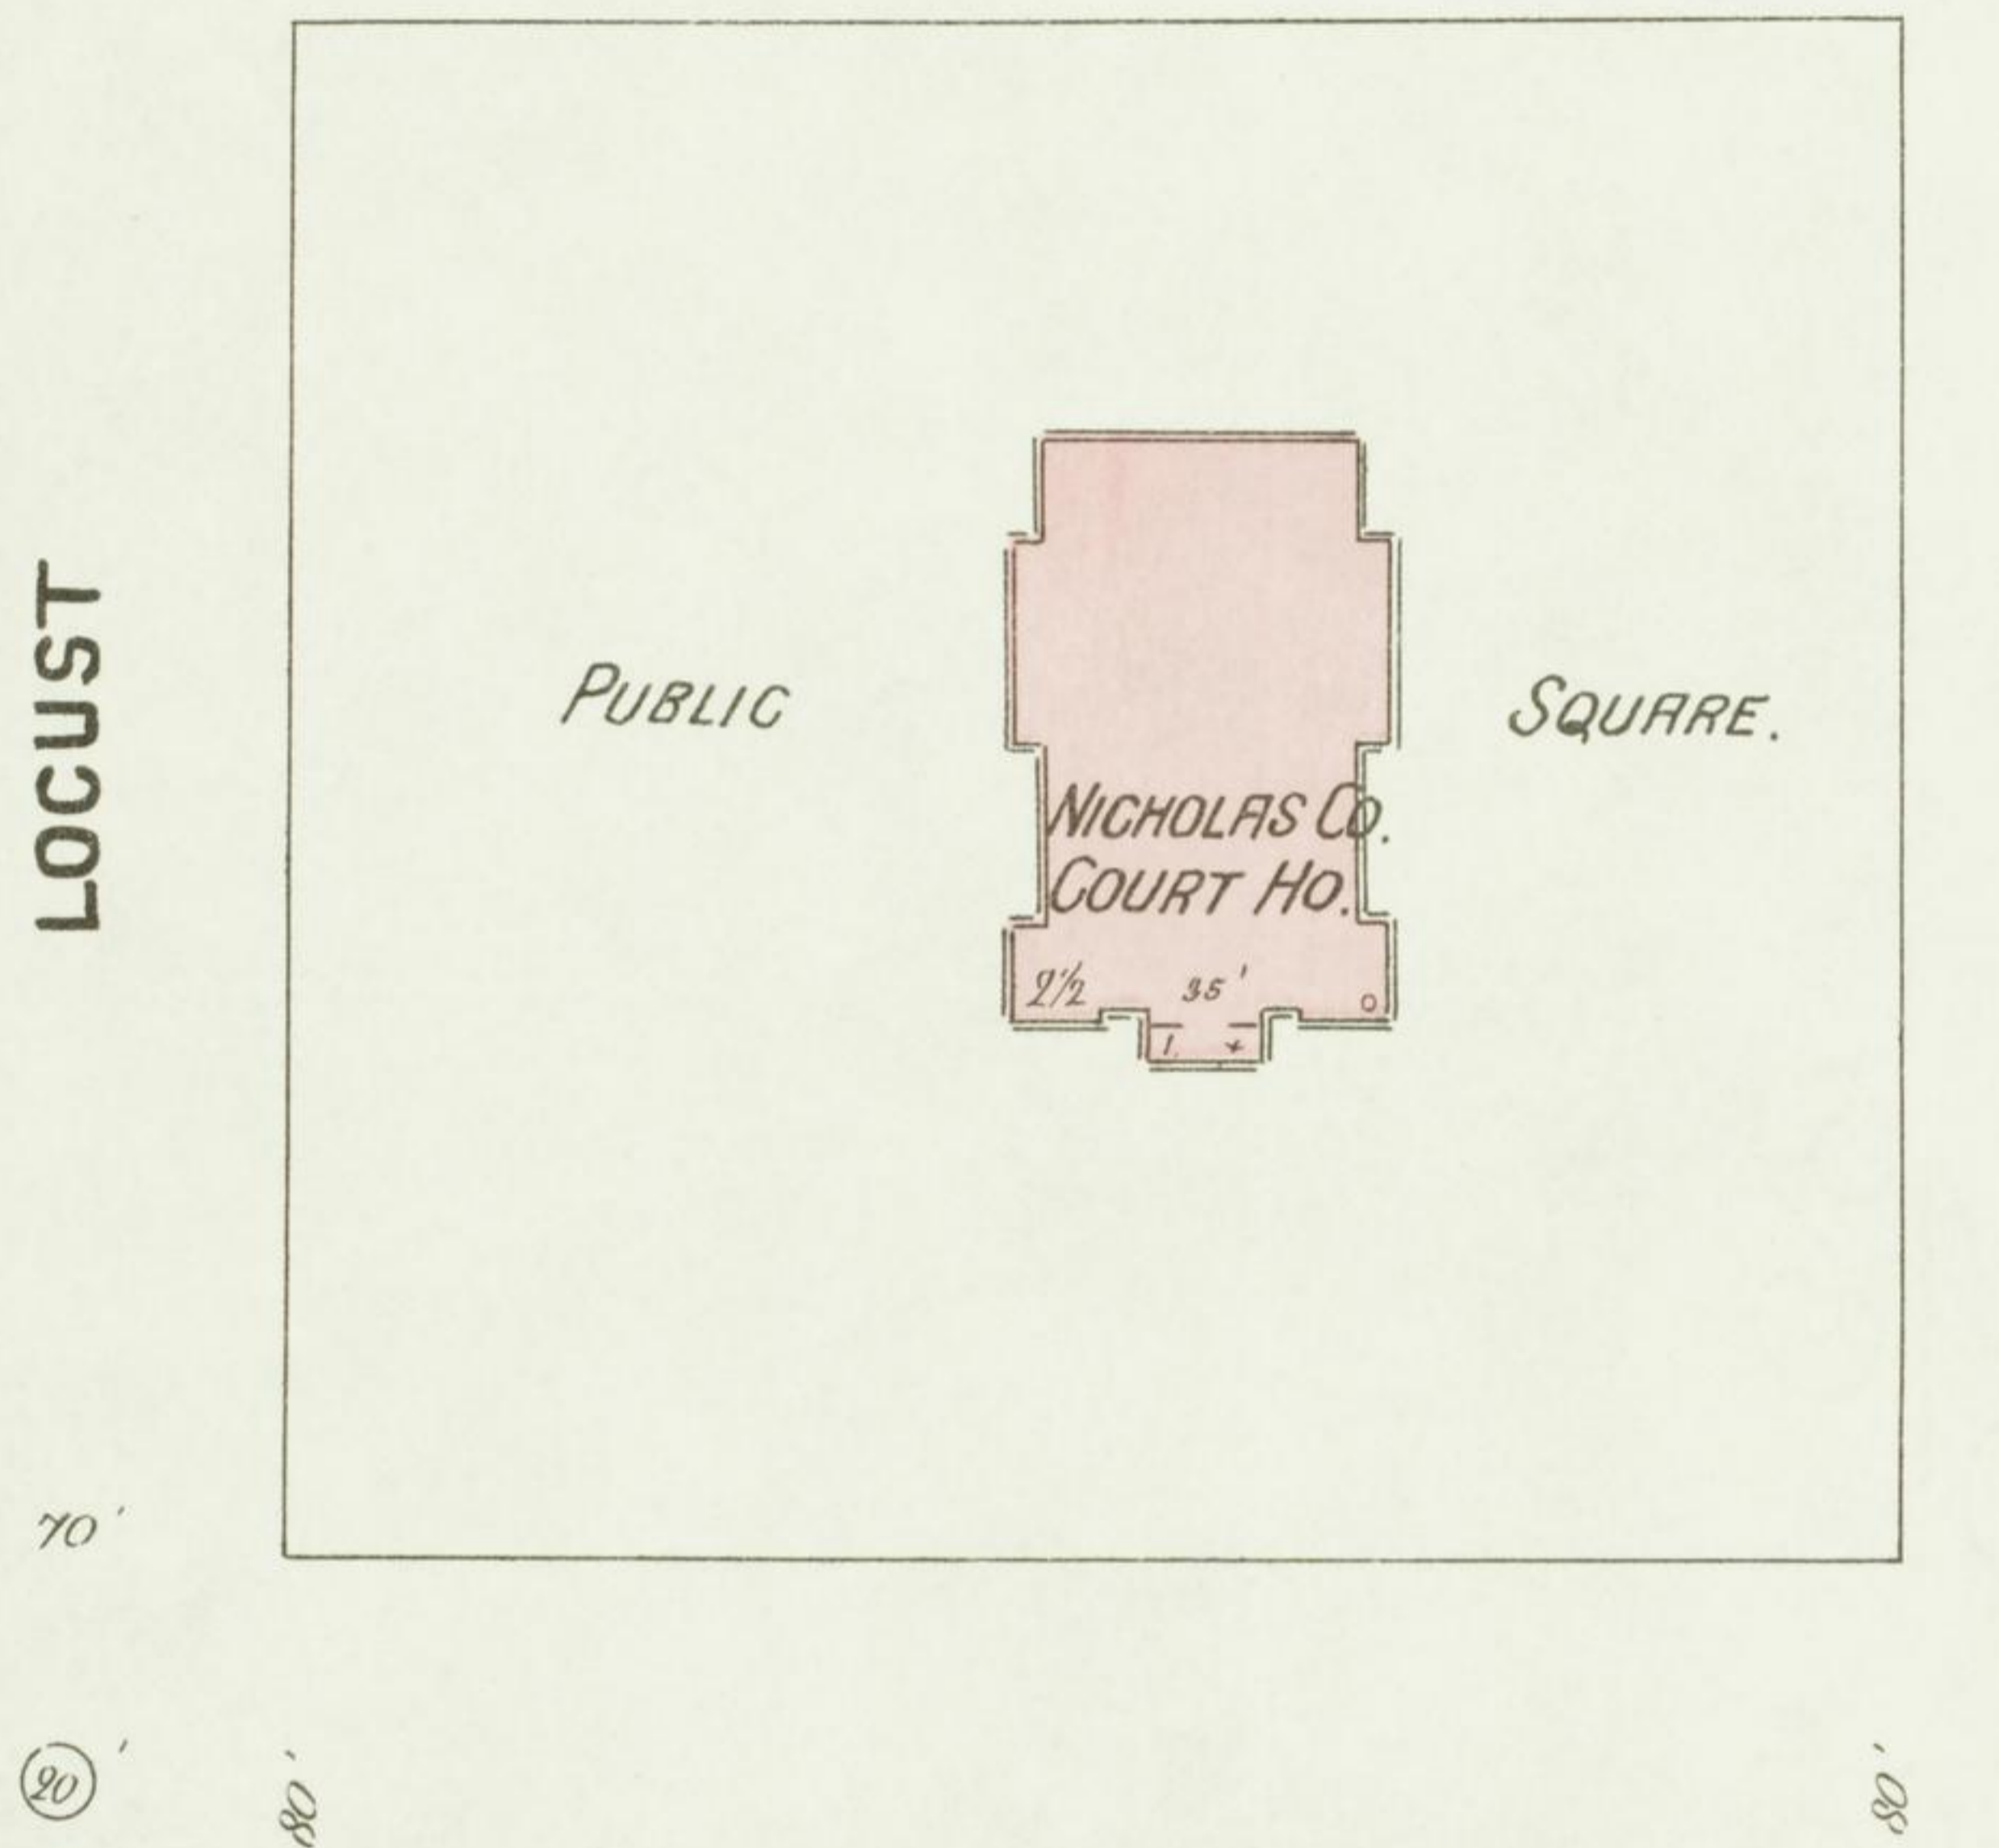 LOCUST
PUBLIC
SQUARE.
NICHOLAS CO.
COURT HO.
2½ 35' O
1. +
70'
20 '
80'
80'